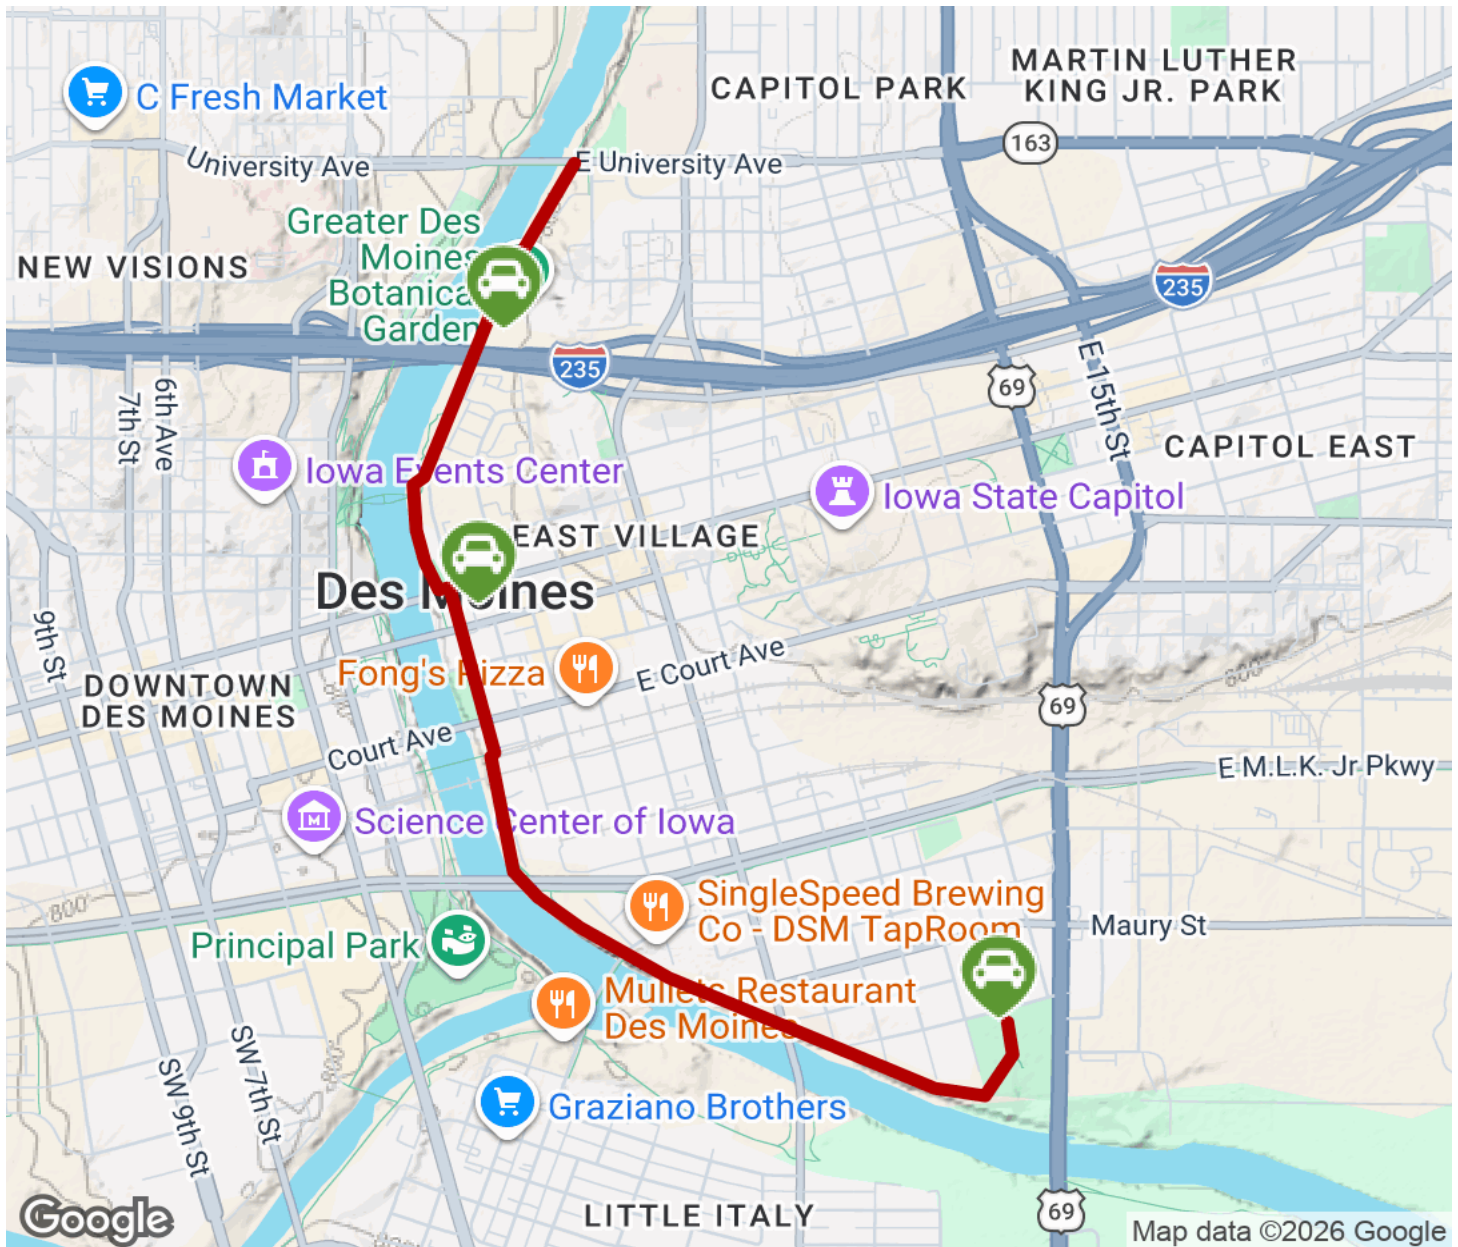 C Fresh Market
CAPITOL PARK
MARTIN LUTHER
KING JR. PARK
163
University Ave
E University Ave
Greater Des
Moines
Botanical
Garden
NEW VISIONS
235
235
69
E 15th St
6th Ave
7th St
CAPITOL EAST
Iowa Events Center
Iowa State Capitol
EAST VILLAGE
Des Moines
9th St
Fong's Pizza
E Court Ave
800'
DOWNTOWN
DES MOINES
69
Court Ave
E M.L.K. Jr Pkwy
Science Center of Iowa
800'
SingleSpeed Brewing
Co - DSM TapRoom
Maury St
Principal Park
Mullets Restaurant
Des Moines
SW 7th St
SW 9th St
Graziano Brothers
LITTLE ITALY
69
Google
Map data ©2026 Google